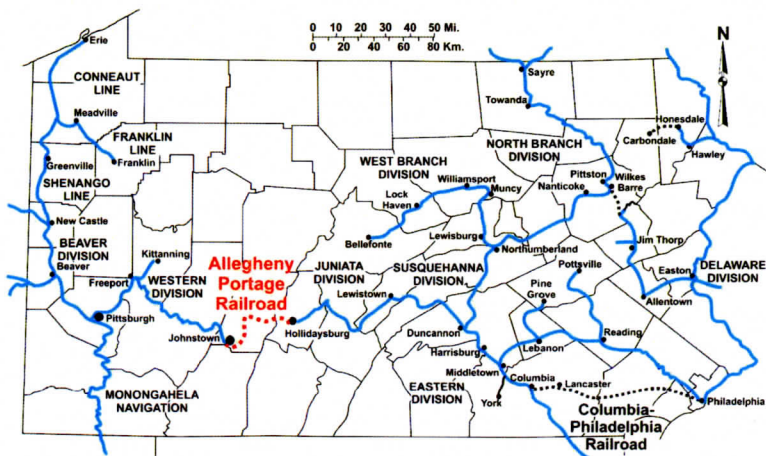 Erie
CONNEAUT
LINE
Meadville
FRANKLIN
LINE
Franklin
Greenville
SHENANGO
LINE
New Castle
BEAVER
DIVISION
Beaver
Kittanning
Freeport
WESTERN
DIVISION
Pittsburgh
Johnstown
MONONGAHELA
NAVIGATION
Allegheny
Portage
Railroad
Hollidaysburg
0 10 20 30 40 50 Mi.
0 20 40 60 80 Km.
N
Sayre
Towanda
NORTH BRANCH
DIVISION
WEST BRANCH
DIVISION
Williamsport
Muncy
Lock
Haven
Bellefonte
Lewisburg
Northumberland
Pittston
Wilkes
Barre
Nanticoke
Honesdale
Carbondale
Hawley
JUNIATA
DIVISION
SUSQUEHANNA
DIVISION
Lewistown
Pottsville
Pine
Grove
Jim Thorp
Easton
DELAWARE
DIVISION
Allentown
Duncannon
Harrisburg
Lebanon
Reading
Middletown
EASTERN
DIVISION
York
Columbia
Lancaster
Philadelphia
Columbia-
Philadelphia
Railroad